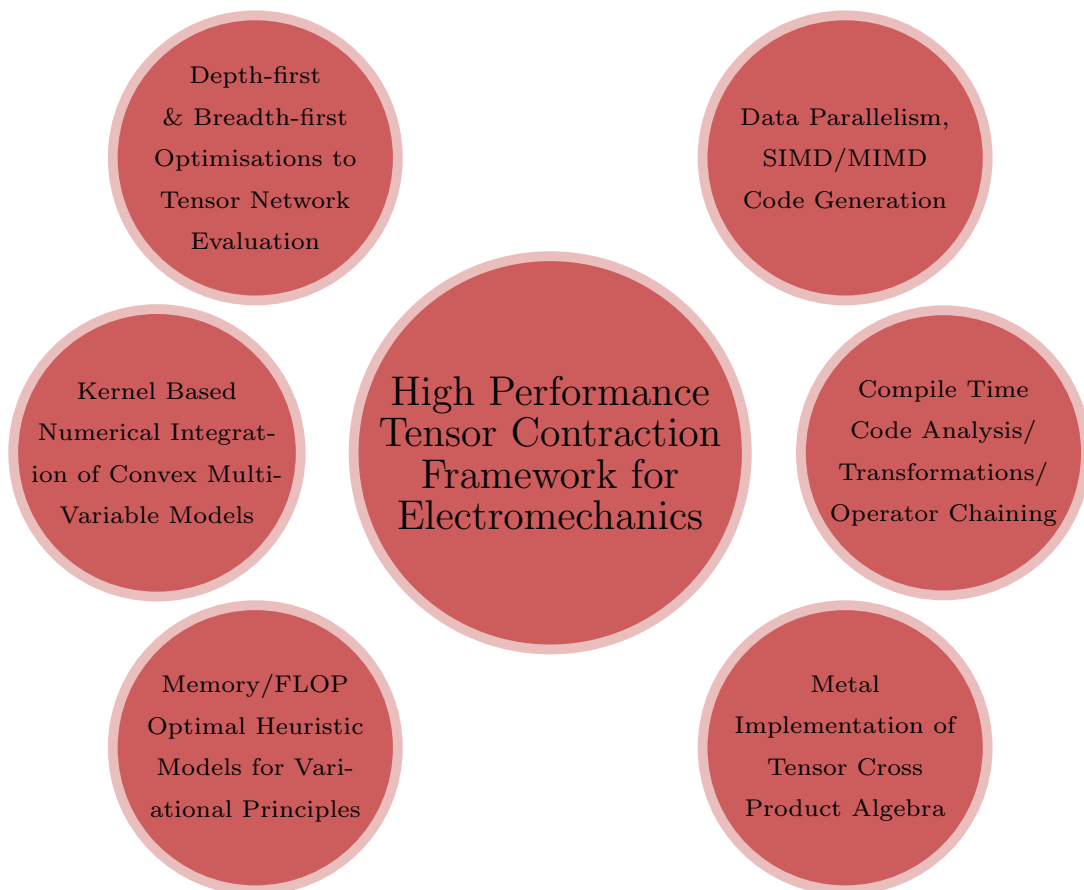 Depth-first
& Breadth-first
Optimisations to
Tensor Network
Evaluation
Data Parallelism,
SIMD/MIMD
Code Generation
Kernel Based
Numerical Integrat-
ion of Convex Multi-
Variable Models
High Performance
Tensor Contraction
Framework for
Electromechanics
Compile Time
Code Analysis/
Transformations/
Operator Chaining
Memory/FLOP
Optimal Heuristic
Models for Vari-
ational Principles
Metal
Implementation of
Tensor Cross
Product Algebra